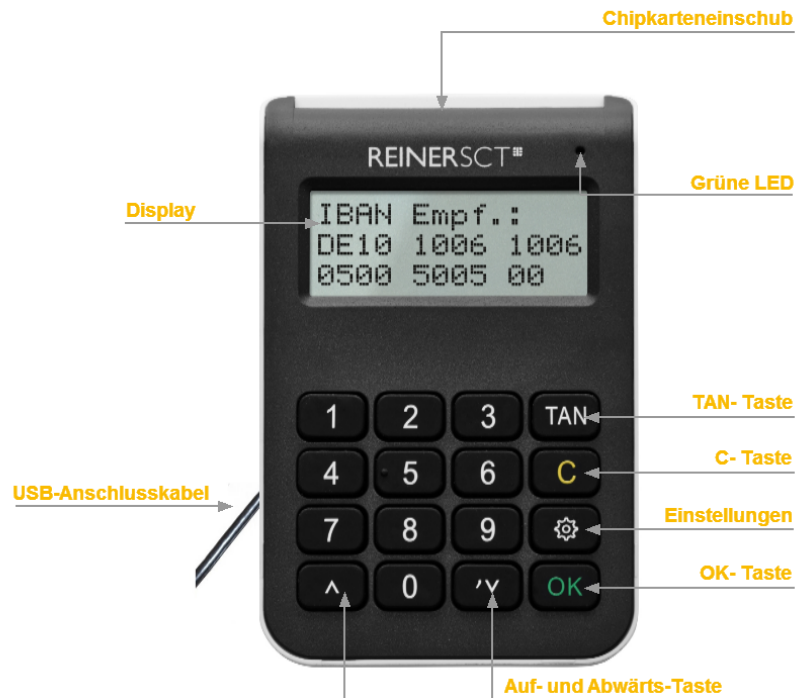 Chipkarteneinschub
REINERSCT
Grüne LED
Display
IBAN Empf.:
DE10 1006 1006
0500 5005 00
1 2 3 TAN
TAN- Taste
4 5 6 C
C- Taste
USB-Anschlusskabel
7 8 9
Einstellungen
^ 0 ,v OK
OK- Taste
Auf- und Abwärts-Taste